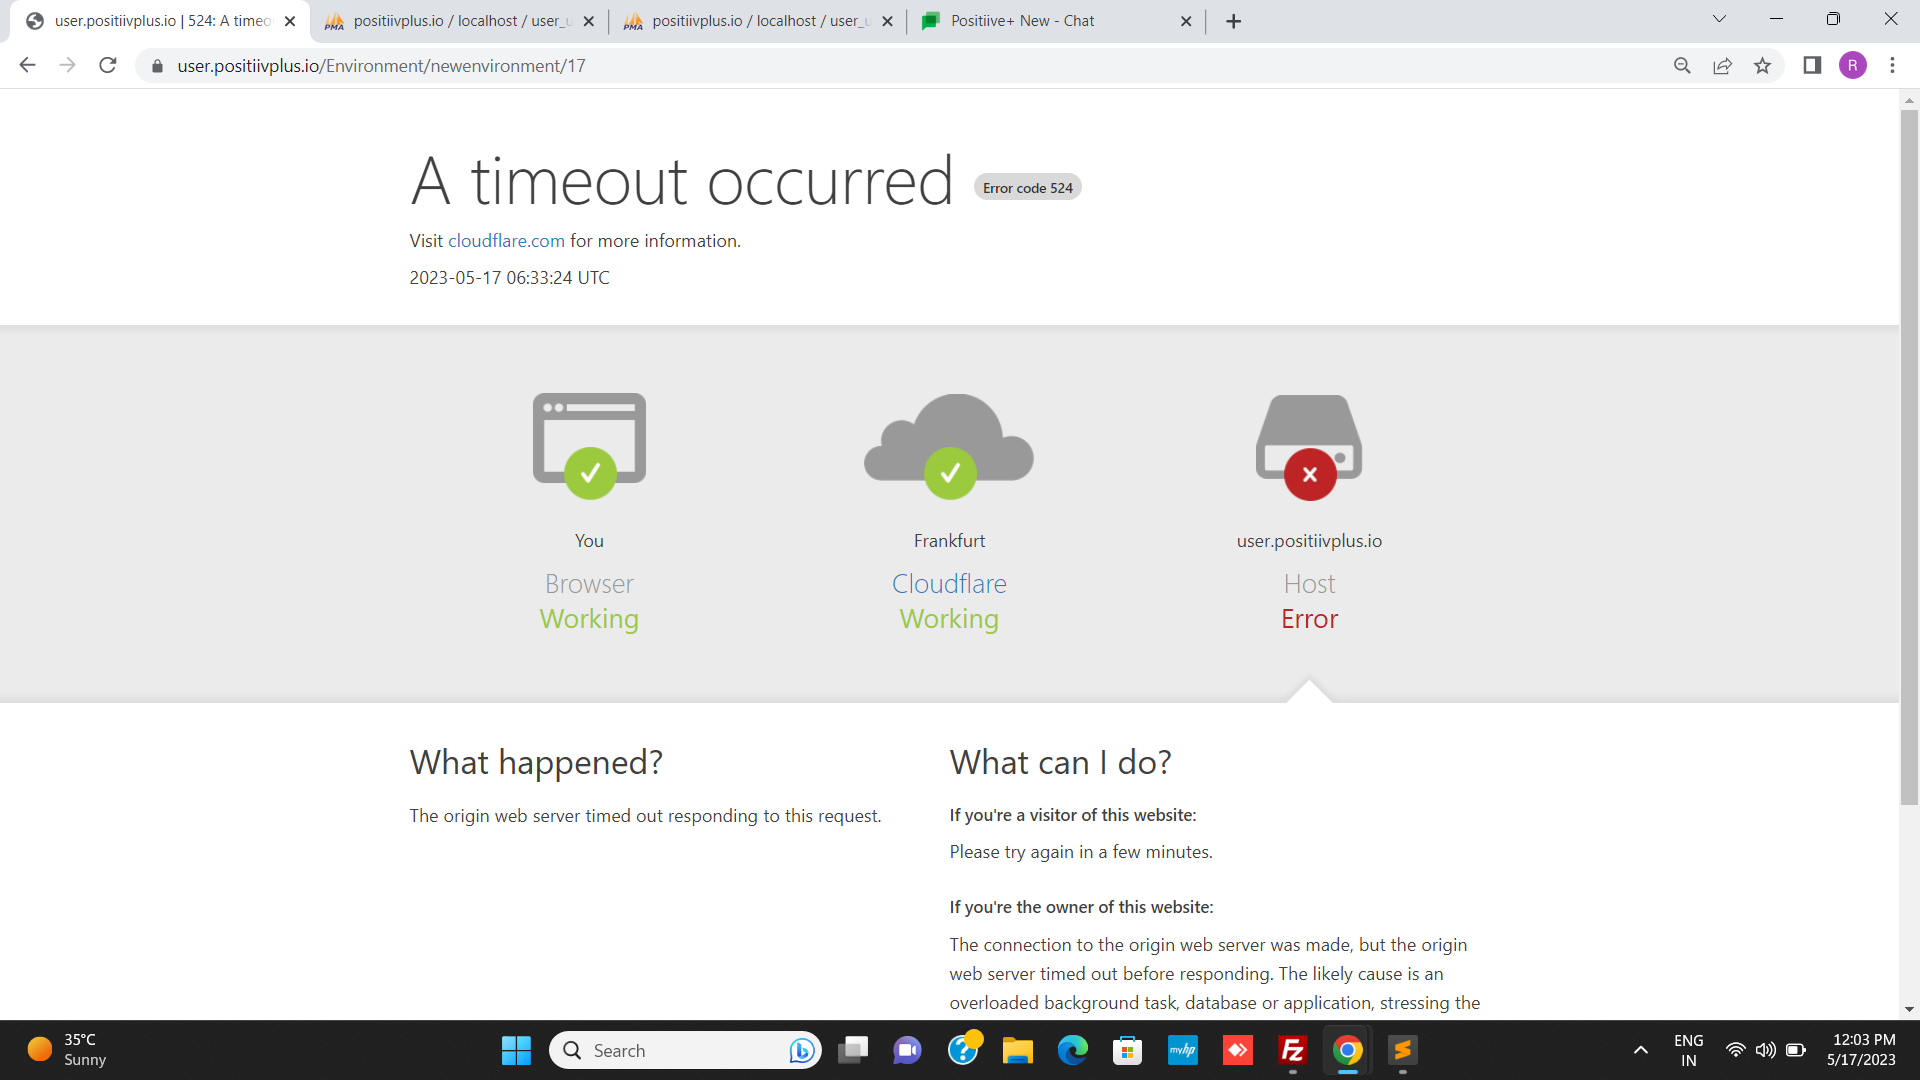 user.positiivplus.io | 524: A timeo
positiivplus.io / localhost / user_u
positiivplus.io / localhost / user_u
Positiive+ New - Chat
user.positiivplus.io/Environment/newenvironment/17
R
A timeout occurred
Error code 524
Visit cloudflare.com for more information.
2023-05-17 06:33:24 UTC
You
Browser
Working
Frankfurt
Cloudflare
Working
user.positiivplus.io
Host
Error
What happened?
The origin web server timed out responding to this request.
What can I do?
If you're a visitor of this website:
Please try again in a few minutes.
If you're the owner of this website:
The connection to the origin web server was made, but the origin
web server timed out before responding. The likely cause is an
overloaded background task, database or application, stressing the
35°C
Sunny
Search
myhp
ENG
IN
12:03 PM
5/17/2023